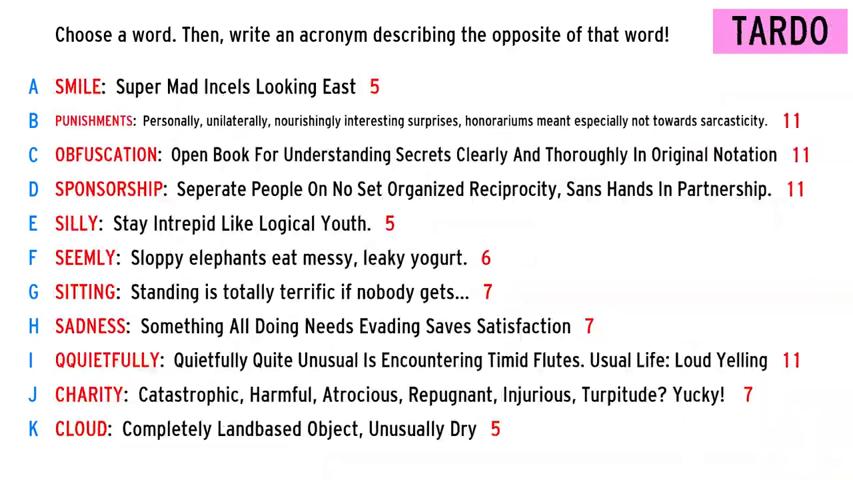 Choose a word. Then, write an acronym describing the opposite of that word!
TARDO
A SMILE: Super Mad Incels Looking East 5
B PUNISHMENTS: Personally, unilaterally, nourishingly interesting surprises, honorariums meant especially not towards sarcasticity. 11
C OBFUSCATION: Open Book For Understanding Secrets Clearly And Thoroughly In Original Notation 11
D SPONSORSHIP: Seperate People On No Set Organized Reciprocity, Sans Hands In Partnership. 11
E SILLY: Stay Intrepid Like Logical Youth. 5
F SEEMLY: Sloppy elephants eat messy, leaky yogurt. 6
G SITTING: Standing is totally terrific if nobody gets... 7
H SADNESS: Something All Doing Needs Evading Saves Satisfaction 7
I QQUIETFULLY: Quietfully Quite Unusual Is Encountering Timid Flutes. Usual Life: Loud Yelling 11
J CHARITY: Catastrophic, Harmful, Atrocious, Repugnant, Injurious, Turpitude? Yucky! 7
K CLOUD: Completely Landbased Object, Unusually Dry 5